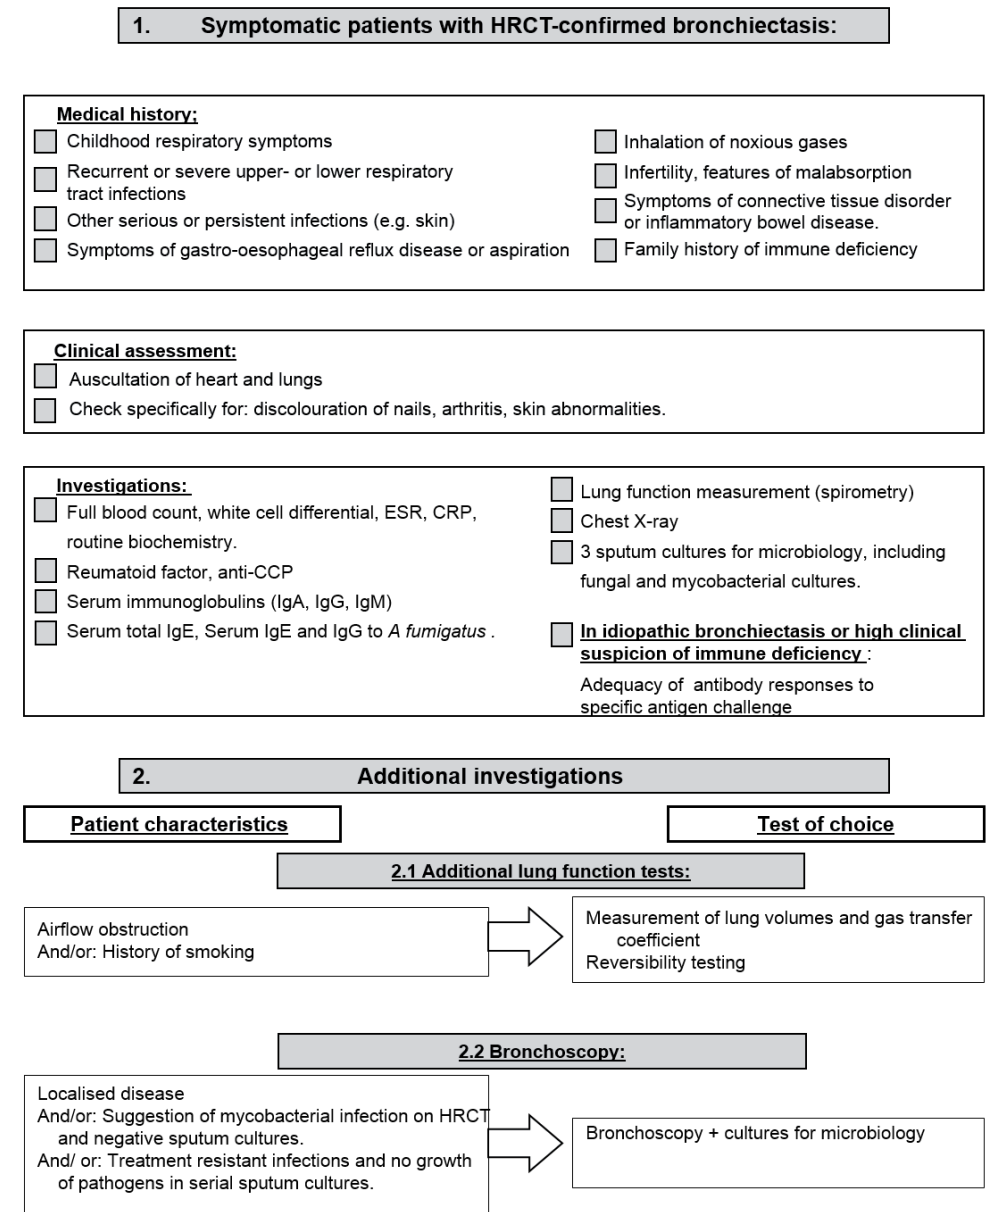 1. Symptomatic patients with HRCT-confirmed bronchiectasis:
Medical history;
Childhood respiratory symptoms
Recurrent or severe upper- or lower respiratory
tract infections
Other serious or persistent infections (e.g. skin)
Symptoms of gastro-oesophageal reflux disease or aspiration
Inhalation of noxious gases
Infertility, features of malabsorption
Symptoms of connective tissue disorder
or inflammatory bowel disease.
Family history of immune deficiency
Clinical assessment:
Auscultation of heart and lungs
Check specifically for: discolouration of nails, arthritis, skin abnormalities.
Investigations:
Full blood count, white cell differential, ESR, CRP,
routine biochemistry.
Reumatoid factor, anti-CCP
Serum immunoglobulins (IgA, IgG, IgM)
Serum total IgE, Serum IgE and IgG to A fumigatus .
Lung function measurement (spirometry)
Chest X-ray
3 sputum cultures for microbiology, including
fungal and mycobacterial cultures.
In idiopathic bronchiectasis or high clinical
suspicion of immune deficiency :
Adequacy of antibody responses to
specific antigen challenge
2. Additional investigations
Patient characteristics
Test of choice
2.1 Additional lung function tests:
Airflow obstruction
And/or: History of smoking
Measurement of lung volumes and gas transfer
coefficient
Reversibility testing
2.2 Bronchoscopy:
Localised disease
And/or: Suggestion of mycobacterial infection on HRCT
and negative sputum cultures.
And/ or: Treatment resistant infections and no growth
of pathogens in serial sputum cultures.
Bronchoscopy + cultures for microbiology